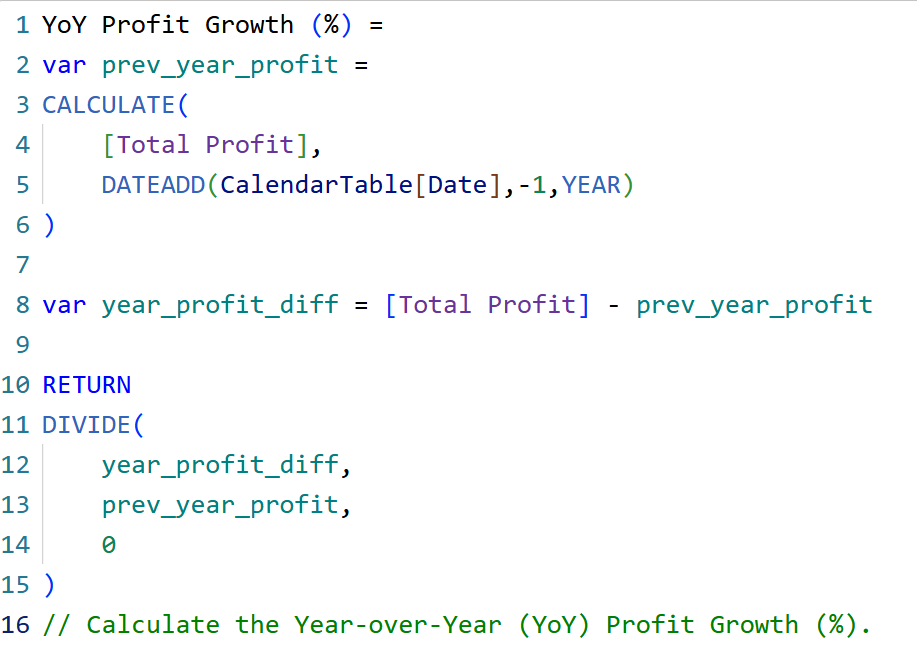 1 YoY Profit Growth (%) =
2 var prev_year_profit =
3 CALCULATE(
4     [Total Profit],
5     DATEADD(CalendarTable[Date],-1,YEAR)
6 )
7
8 var year_profit_diff = [Total Profit] - prev_year_profit
9
10 RETURN
11 DIVIDE(
12     year_profit_diff,
13     prev_year_profit,
14     0
15 )
16 // Calculate the Year-over-Year (YoY) Profit Growth (%).